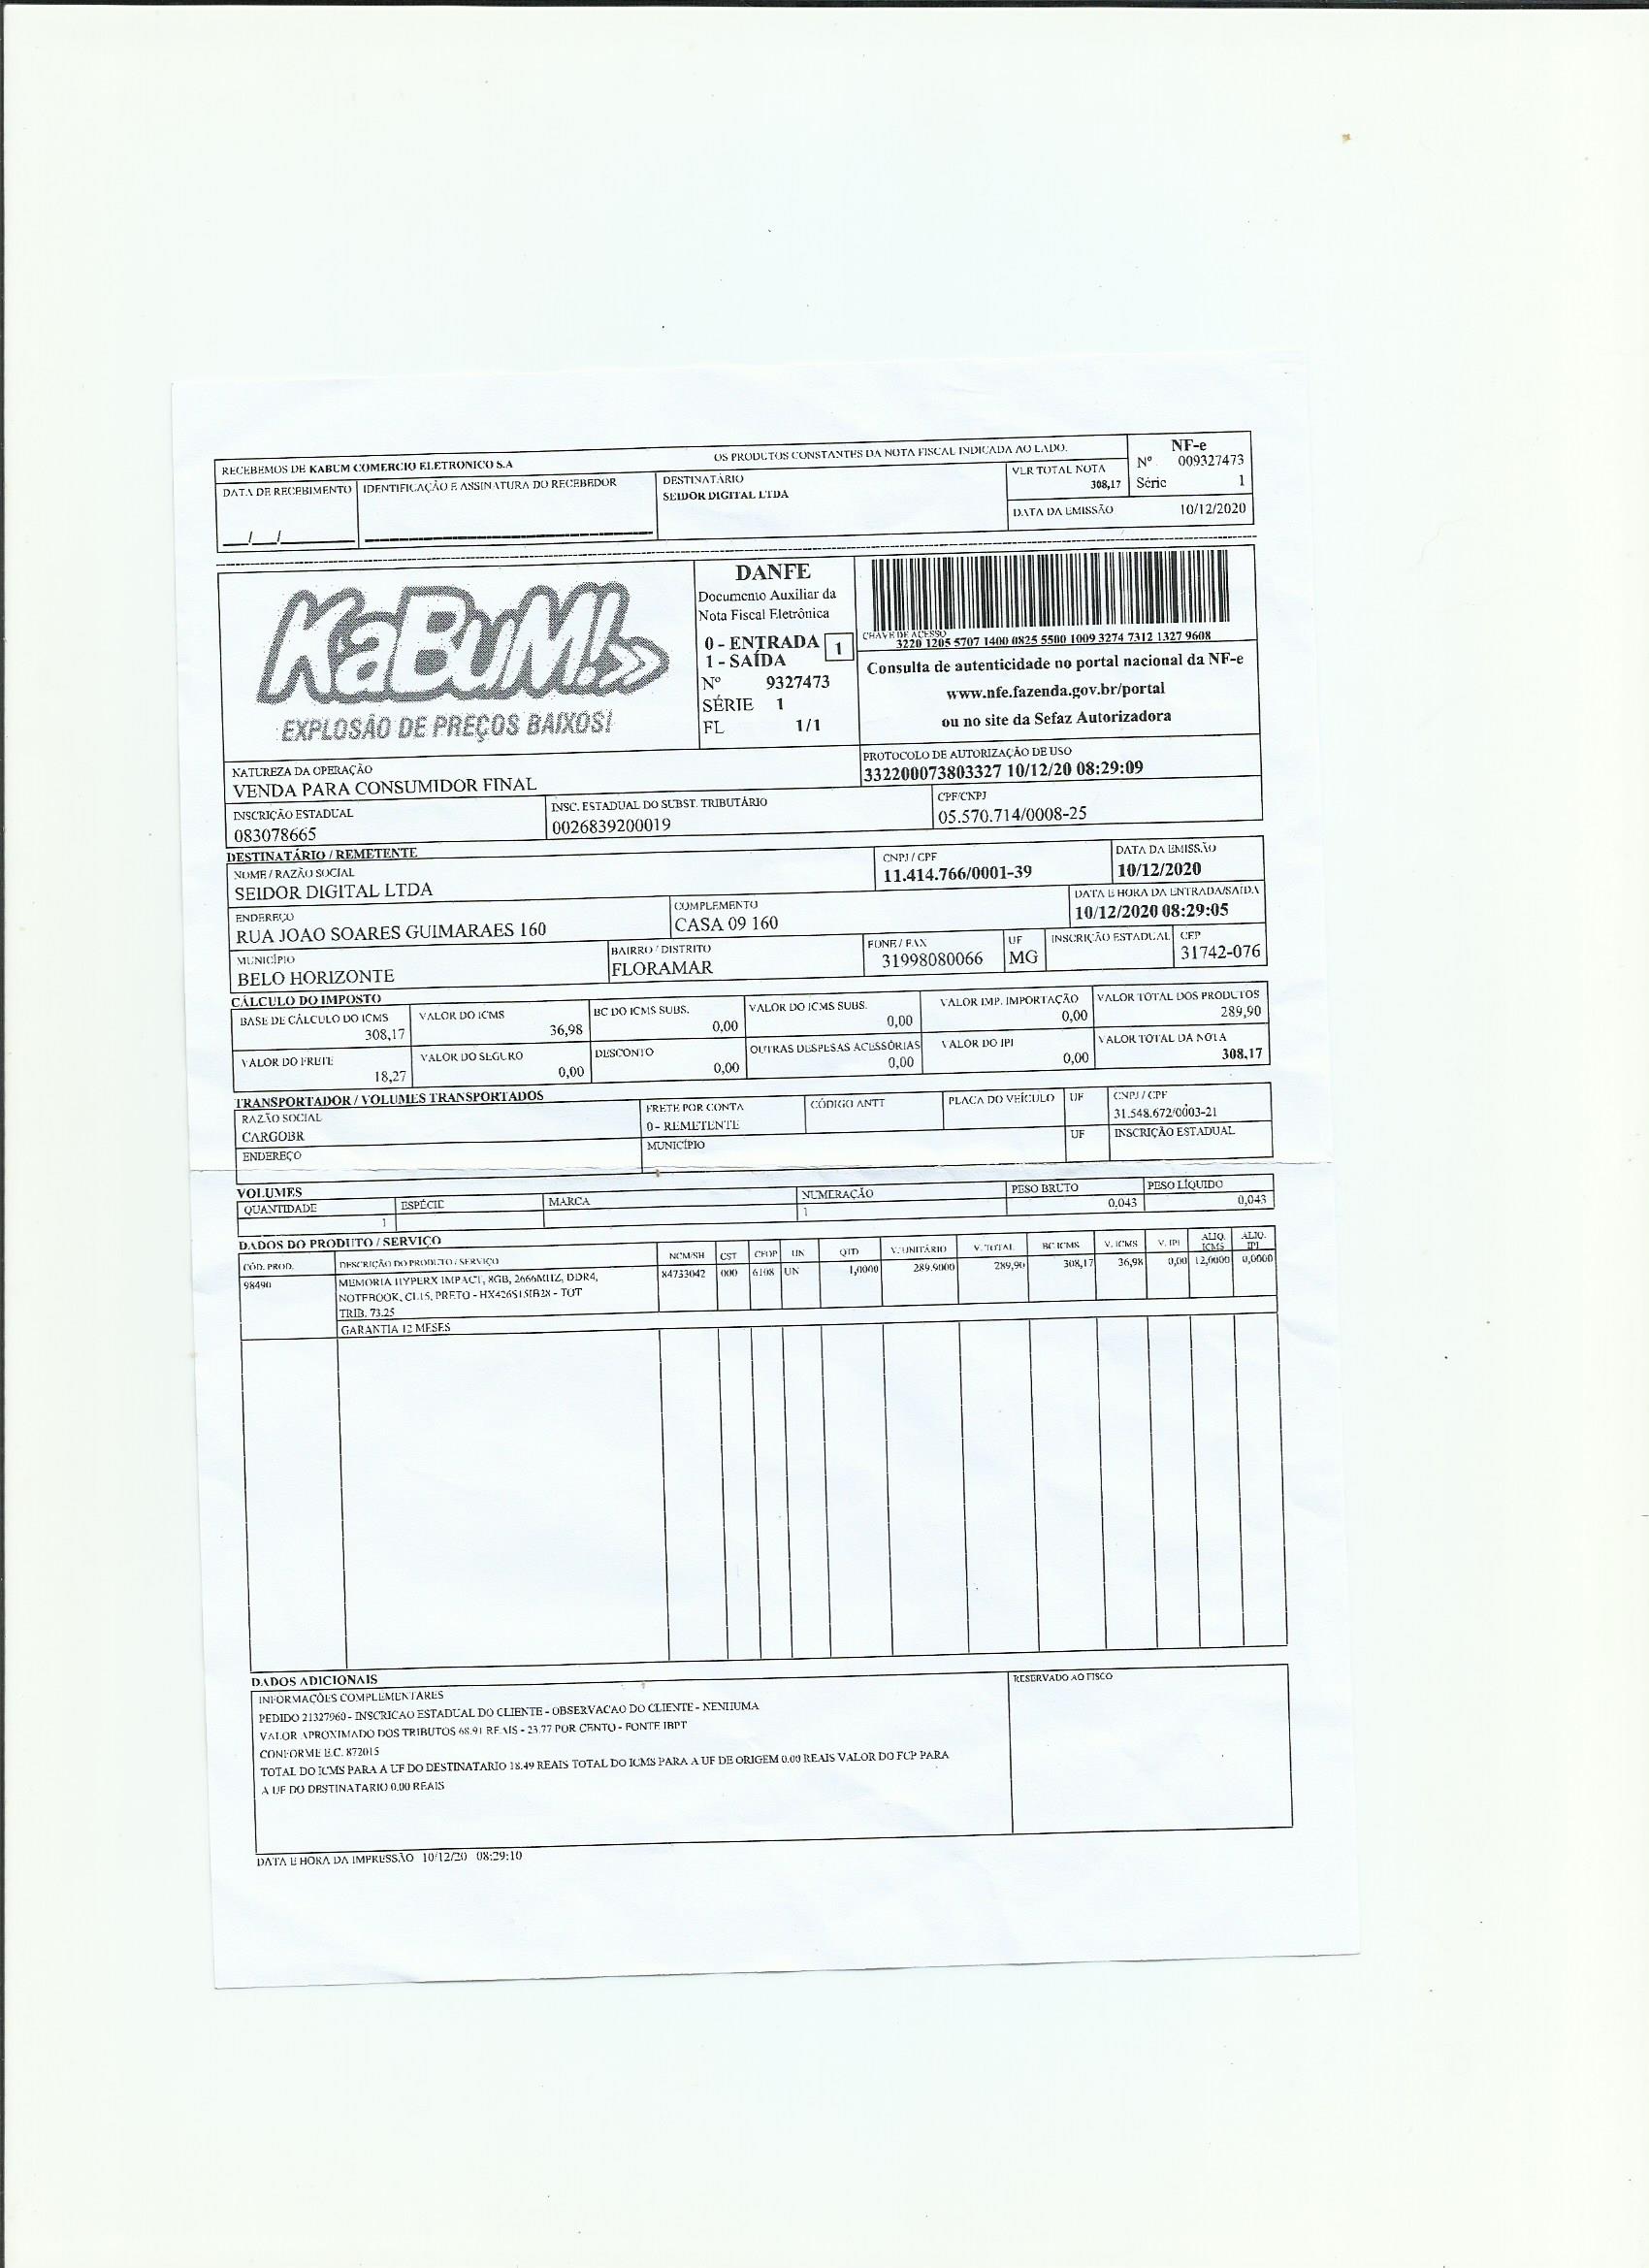 RECEBEMOS DE KABUM COMERCIO ELETRONICO S.A OS PRODUTOS CONSTANTES DA NOTA FISCAL INDICADA AO LADO.
NF-e
Nº 009327473
Série 1
DATA DE RECEBIMENTO IDENTIFICAÇÃO E ASSINATURA DO RECEBEDOR
DESTINATÁRIO
SEIDOR DIGITAL LTDA
VLR TOTAL NOTA
308,17
DATA DA EMISSÃO 10/12/2020
__/__/______
KaBuM!
EXPLOSÃO DE PREÇOS BAIXOS!
DANFE
Documento Auxiliar da
Nota Fiscal Eletrônica
0 - ENTRADA 1
1 - SAÍDA
Nº 9327473
SÉRIE 1
FL 1/1
CHAVE DE ACESSO
3220 1205 5707 1400 0825 5500 1009 3274 7312 1327 9608
Consulta de autenticidade no portal nacional da NF-e
www.nfe.fazenda.gov.br/portal
ou no site da Sefaz Autorizadora
NATUREZA DA OPERAÇÃO
VENDA PARA CONSUMIDOR FINAL
PROTOCOLO DE AUTORIZAÇÃO DE USO
332200073803327 10/12/20 08:29:09
INSCRIÇÃO ESTADUAL
083078665
INSC. ESTADUAL DO SUBST. TRIBUTÁRIO
0026839200019
CPF/CNPJ
05.570.714/0008-25
DESTINATÁRIO / REMETENTE
NOME / RAZÃO SOCIAL
SEIDOR DIGITAL LTDA
CNPJ / CPF
11.414.766/0001-39
DATA DA EMISSÃO
10/12/2020
ENDEREÇO
RUA JOAO SOARES GUIMARAES 160
COMPLEMENTO
CASA 09 160
DATA E HORA DA ENTRADA/SAÍDA
10/12/2020 08:29:05
MUNICÍPIO
BELO HORIZONTE
BAIRRO / DISTRITO
FLORAMAR
FONE / FAX
31998080066
UF
MG
INSCRIÇÃO ESTADUAL
CEP
31742-076
CÁLCULO DO IMPOSTO
BASE DE CÁLCULO DO ICMS
308,17
VALOR DO ICMS
36,98
BC DO ICMS SUBS.
0,00
VALOR DO ICMS SUBS.
0,00
VALOR IMP. IMPORTAÇÃO
0,00
VALOR TOTAL DOS PRODUTOS
289,90
VALOR DO FRETE
18,27
VALOR DO SEGURO
0,00
DESCONTO
0,00
OUTRAS DESPESAS ACESSÓRIAS
0,00
VALOR DO IPI
0,00
VALOR TOTAL DA NOTA
308,17
TRANSPORTADOR / VOLUMES TRANSPORTADOS
RAZÃO SOCIAL
CARGOBR
FRETE POR CONTA
0 - REMETENTE
CÓDIGO ANTT
PLACA DO VEÍCULO
UF
CNPJ / CPF
31.548.672/0003-21
ENDEREÇO
MUNICÍPIO
UF
INSCRIÇÃO ESTADUAL
VOLUMES
QUANTIDADE
1
ESPÉCIE
MARCA
NUMERAÇÃO
1
PESO BRUTO
0,043
PESO LÍQUIDO
0,043
DADOS DO PRODUTO / SERVIÇO
CÓD. PROD. DESCRIÇÃO DO PRODUTO / SERVIÇO NCM/SH CST CFOP UN QTD V. UNITÁRIO V. TOTAL BC ICMS V. ICMS V. IPI ALIQ. ICMS ALIQ. IPI
98490 MEMORIA HYPERX IMPACT, 8GB, 2666MHZ, DDR4, 84733042 000 6108 UN 1,0000 289,9000 289,90 308,17 36,98 0,00 12,0000 0,0000
NOTEBOOK, CL15, PRETO - HX426S15IB28 - TOT
TRIB. 73.25
GARANTIA 12 MESES
DADOS ADICIONAIS
INFORMAÇÕES COMPLEMENTARES
RESERVADO AO FISCO
PEDIDO 21327960 - INSCRICAO ESTADUAL DO CLIENTE - OBSERVACAO DO CLIENTE - NENHUMA
VALOR APROXIMADO DOS TRIBUTOS 68.91 REAIS - 23.77 POR CENTO - FONTE IBPT
CONFORME E.C. 872015
TOTAL DO ICMS PARA A UF DO DESTINATARIO 18.49 REAIS TOTAL DO ICMS PARA A UF DE ORIGEM 0.00 REAIS VALOR DO FCP PARA
A UF DO DESTINATARIO 0.00 REAIS
DATA E HORA DA IMPRESSÃO 10/12/20 08:29:10